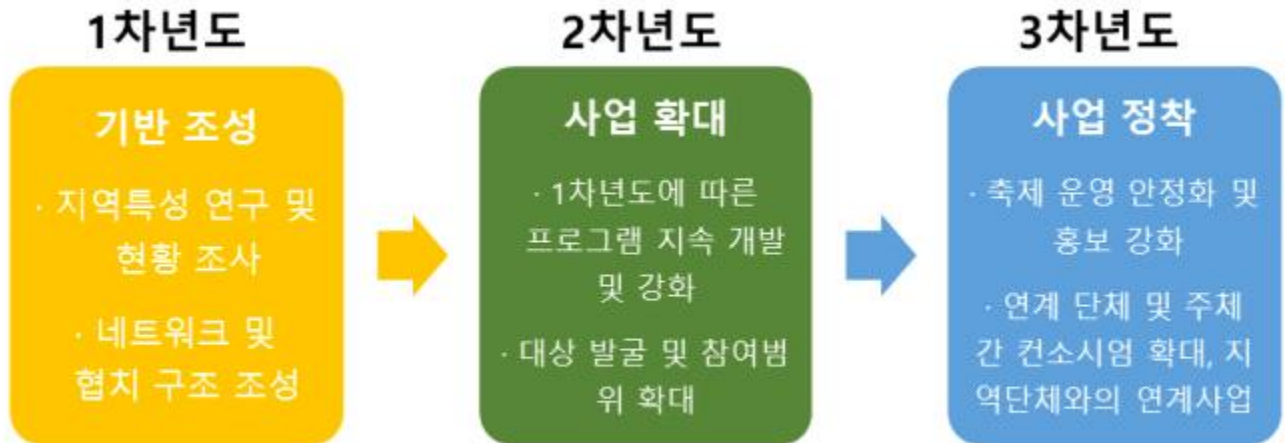 1차년도
기반 조성
· 지역특성 연구 및
현황 조사
· 네트워크 및
협치 구조 조성
2차년도
사업 확대
· 1차년도에 따른
프로그램 지속 개발
및 강화
· 대상 발굴 및 참여범
위 확대
3차년도
사업 정착
· 축제 운영 안정화 및
홍보 강화
· 연계 단체 및 주체
간 컨소시엄 확대, 지
역단체와의 연계사업